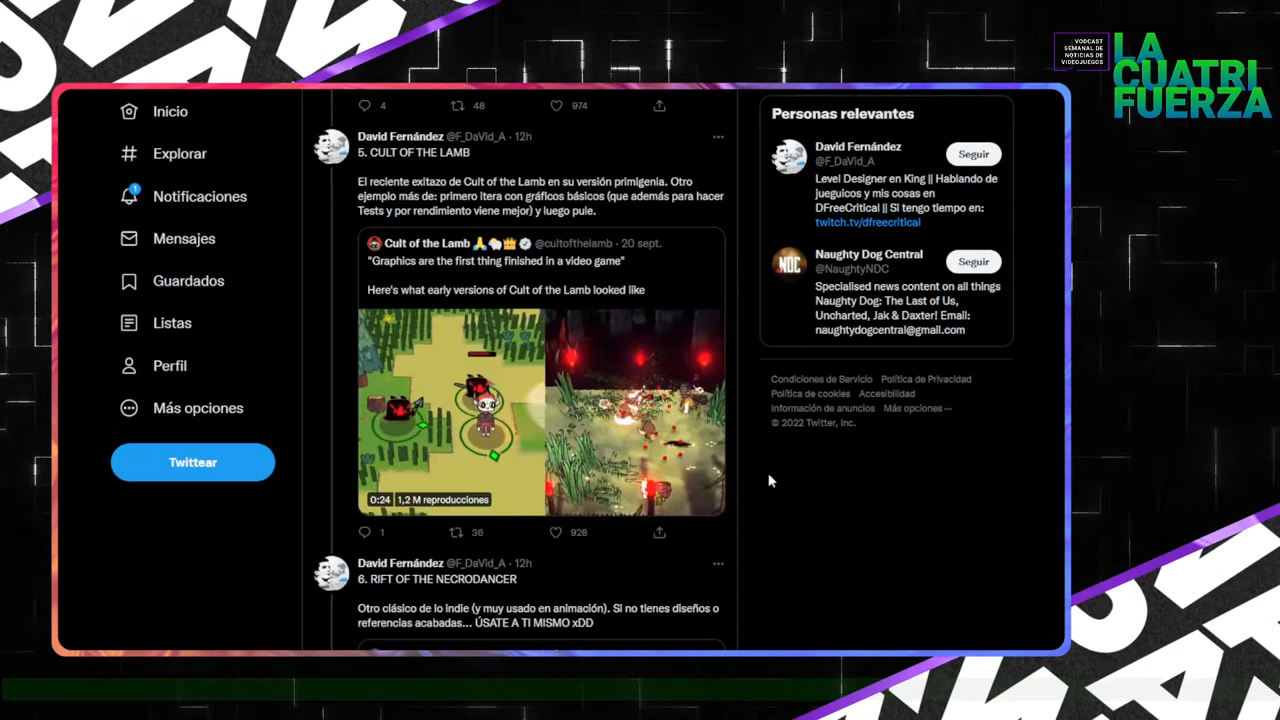 VODCAST
SEMANAL DE
NOTICIAS DE
VIDEOJUEGOS
LA
CUATRI
FUERZA
Inicio
Explorar
1
Notificaciones
Mensajes
Guardados
Listas
Perfil
Más opciones
Twittear
4 48 974
David Fernández @F_DaVId_A · 12h
5. CULT OF THE LAMB
El reciente exitazo de Cult of the Lamb en su versión primigenia. Otro
ejemplo más de: primero itera con gráficos básicos (que además para hacer
Tests y por rendimiento viene mejor) y luego pule.
Cult of the Lamb @cultofthelamb · 20 sept.
"Graphics are the first thing finished in a video game"
Here's what early versions of Cult of the Lamb looked like
0:24 | 1,2 M reproducciones
1 36 928
David Fernández @F_DaVId_A · 12h
6. RIFT OF THE NECRODANCER
Otro clásico de lo indie (y muy usado en animación). Si no tienes diseños o
referencias acabadas... ÚSATE A TI MISMO xDD
Personas relevantes
David Fernández
@F_DaVId_A
Seguir
Level Designer en King || Hablando de
jueguicos y mis cosas en
DFreeCritical || Si tengo tiempo en:
twitch.tv/dfreecritical
NDC
Naughty Dog Central
@NaughtyNDC
Seguir
Specialised news content on all things
Naughty Dog: The Last of Us,
Uncharted, Jak & Daxter! Email:
naughtydogcentral@gmail.com
Condiciones de Servicio Política de Privacidad
Política de cookies Accesibilidad
Información de anuncios Más opciones ···
© 2022 Twitter, Inc.